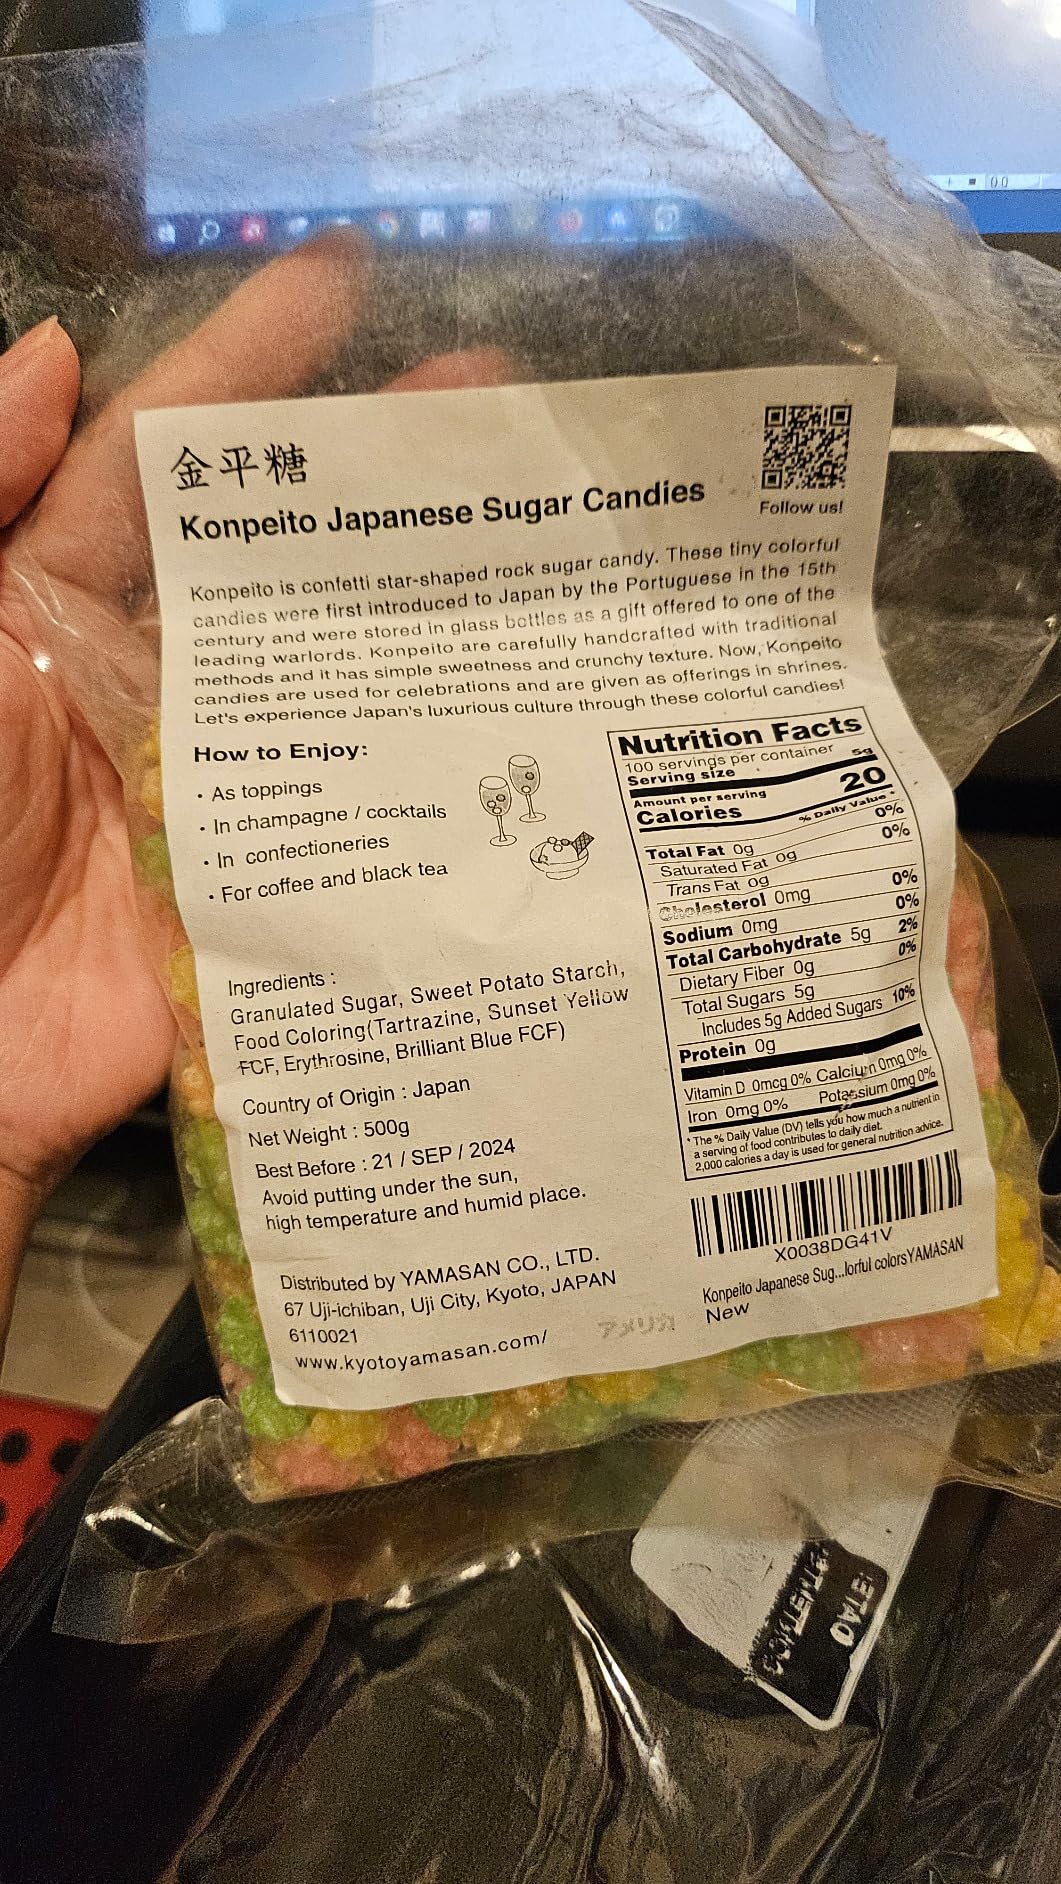 金平糖
Konpeito Japanese Sugar Candies
Follow us!
Konpeito is confetti star-shaped rock sugar candy. These tiny colorful
candies were first introduced to Japan by the Portuguese in the 15th
century and were stored in glass bottles as a gift offered to one of the
leading warlords. Konpeito are carefully handcrafted with traditional
methods and it has simple sweetness and crunchy texture. Now, Konpeito
candies are used for celebrations and are given as offerings in shrines.
Let's experience Japan's luxurious culture through these colorful candies!
How to Enjoy:
· As toppings
· In champagne / cocktails
· In confectioneries
· For coffee and black tea
Ingredients :
Granulated Sugar, Sweet Potato Starch,
Food Coloring(Tartrazine, Sunset Yellow
FCF, Erythrosine, Brilliant Blue FCF)
Country of Origin : Japan
Net Weight : 500g
Best Before : 21 / SEP / 2024
Avoid putting under the sun,
high temperature and humid place.
Distributed by YAMASAN CO., LTD.
67 Uji-ichiban, Uji City, Kyoto, JAPAN
6110021
www.kyotoyamasan.com/
アメリカ
Nutrition Facts
100 servings per container
Serving size 5g
Amount per serving
Calories 20
% Daily Value *
Total Fat 0g 0%
Saturated Fat 0g 0%
Trans Fat 0g
Cholesterol 0mg 0%
Sodium 0mg 0%
Total Carbohydrate 5g 2%
Dietary Fiber 0g 0%
Total Sugars 5g
Includes 5g Added Sugars 10%
Protein 0g
Vitamin D 0mcg 0% Calcium 0mg 0%
Iron 0mg 0% Potassium 0mg 0%
* The % Daily Value (DV) tells you how much a nutrient in
a serving of food contributes to daily diet.
2,000 calories a day is used for general nutrition advice.
X0038DG41V
Konpeito Japanese Sug...lorful colorsYAMASAN
New